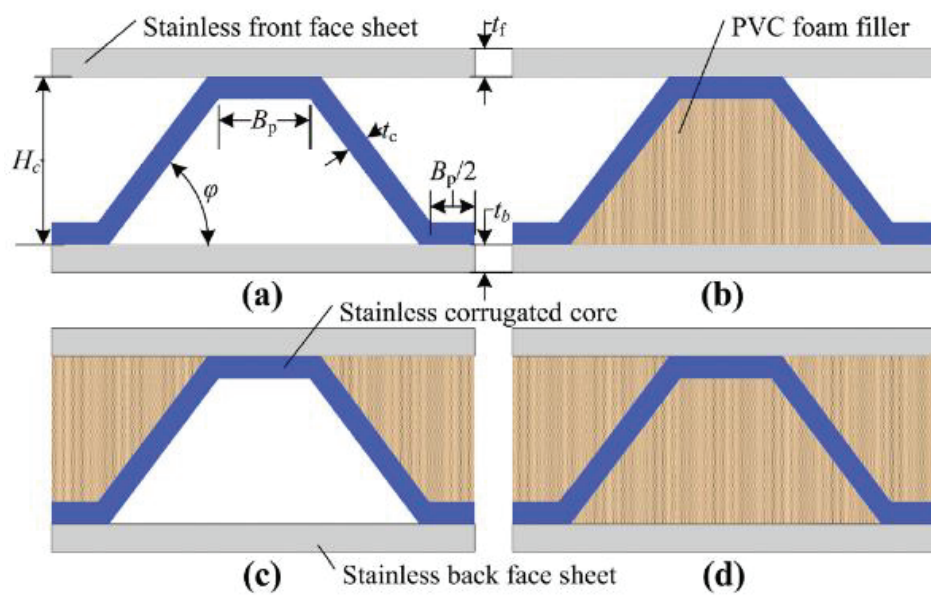 Stainless front face sheet
t_f
PVC foam filler
H_c
B_p
t_c
B_p/2
φ
t_b
(a)
(b)
Stainless corrugated core
(c)
(d)
Stainless back face sheet